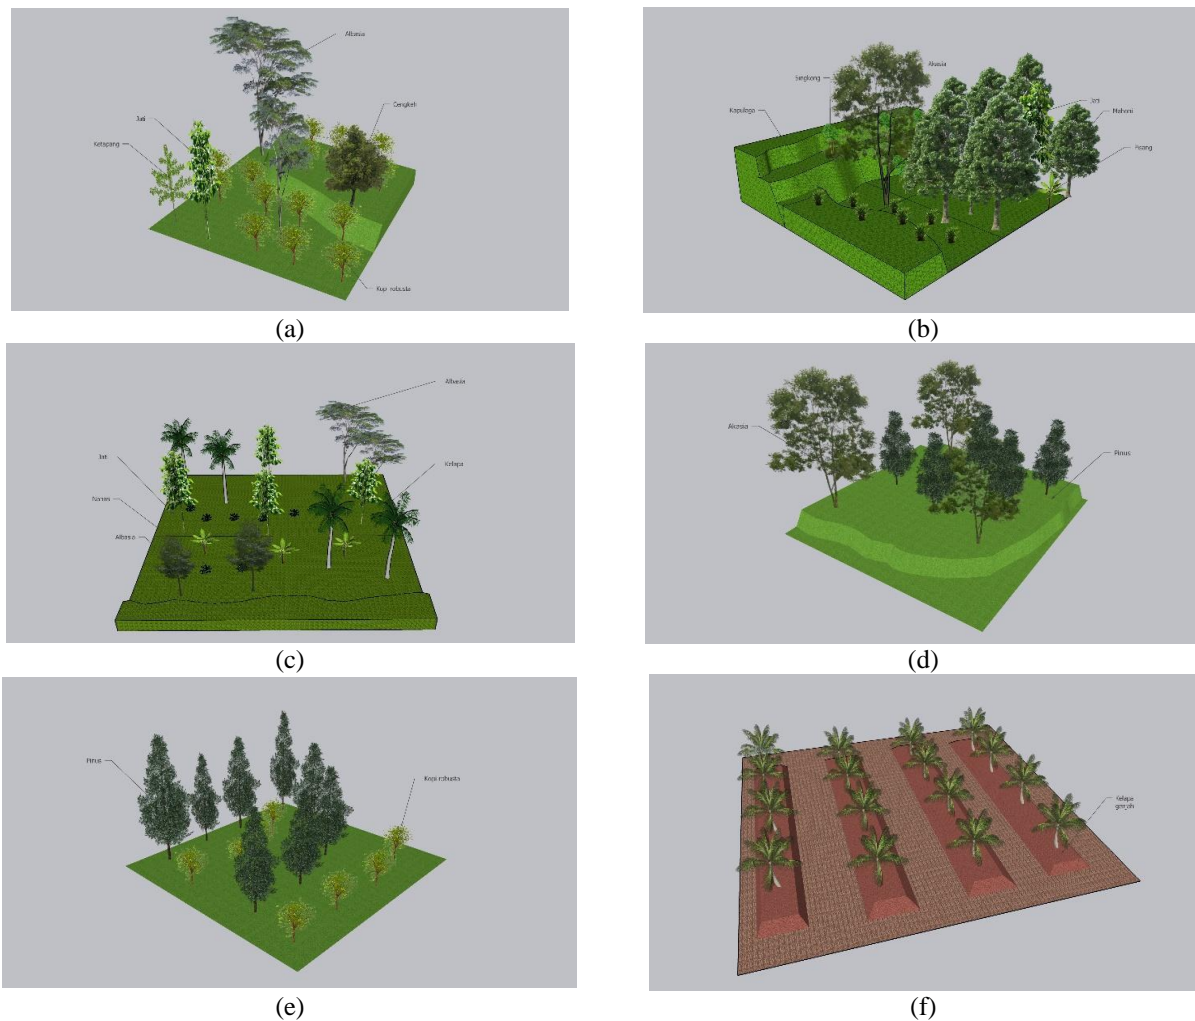 Albasia
Cengkeh
Jati
Ketapang
Kopi robusta
(a)
Akasia
Singkong
Jati
Kapulaga
Mahoni
Pisang
(b)
Albasia
Jati
Kelapa
Nanas
Albasia
(c)
Akasia
Pinus
(d)
Pinus
Kopi robusta
(e)
Kelapa
genjah
(f)